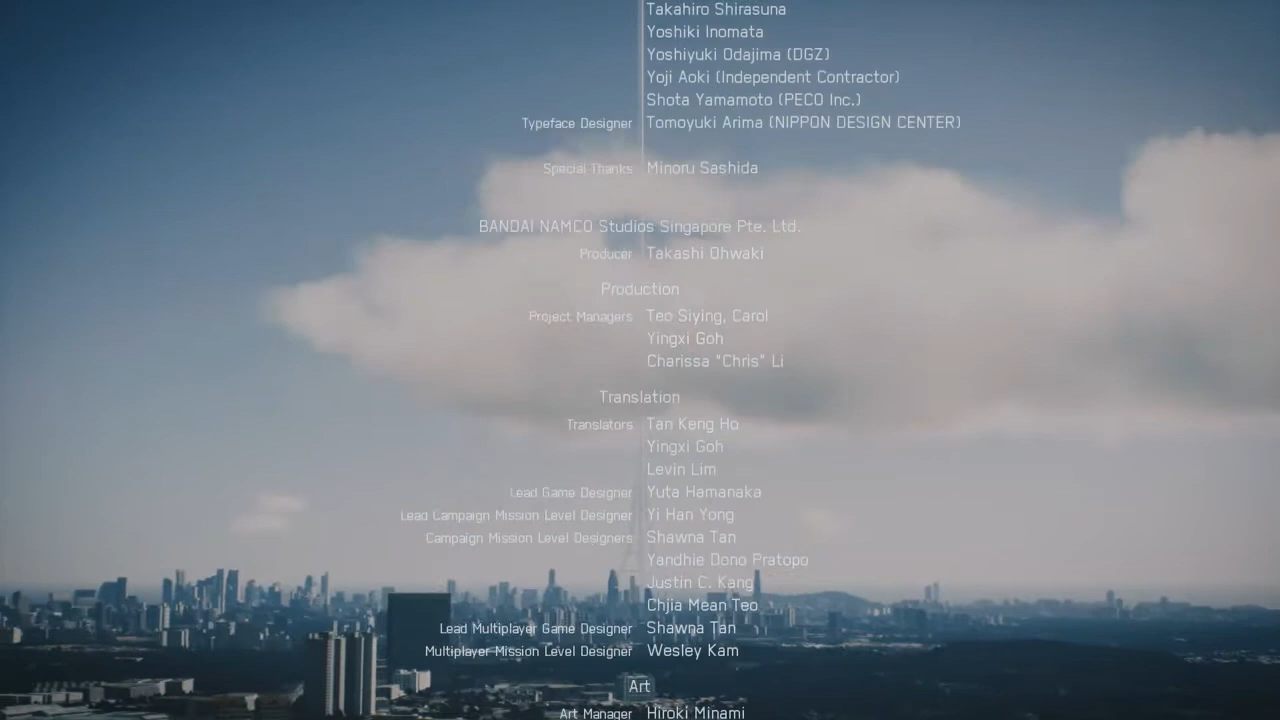 Takahiro Shirasuna
Yoshiki Inomata
Yoshiyuki Odajima (DGZ)
Yoji Aoki (Independent Contractor)
Shota Yamamoto (PECO Inc.)
Typeface Designer Tomoyuki Arima (NIPPON DESIGN CENTER)
Special Thanks Minoru Sashida
BANDAI NAMCO Studios Singapore Pte. Ltd.
Producer Takashi Ohwaki
Production
Project Managers Teo Siying, Carol
Yingxi Goh
Charissa "Chris" Li
Translation
Translators Tan Keng Ho
Yingxi Goh
Levin Lim
Lead Game Designer Yuta Hamanaka
Lead Campaign Mission Level Designer Yi Han Yong
Campaign Mission Level Designers Shawna Tan
Yandhie Dono Pratopo
Justin C. Kang
Chjia Mean Teo
Lead Multiplayer Game Designer Shawna Tan
Multiplayer Mission Level Designer Wesley Kam
Art
Art Manager Hiroki Minami